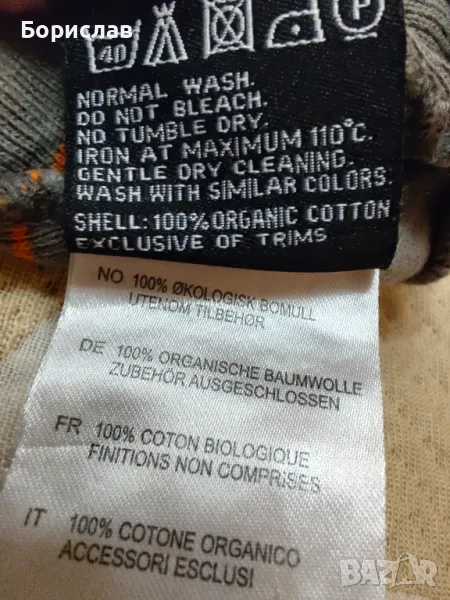 Борислав
40
P
NORMAL WASH.
DO NOT BLEACH.
NO TUMBLE DRY.
IRON AT MAXIMUM 110°C.
GENTLE DRY CLEANING.
WASH WITH SIMILAR COLORS.
SHELL: 100% ORGANIC COTTON
EXCLUSIVE OF TRIMS
NO 100% ØKOLOGISK BOMULL
UTENOM TILBEHØR
DE 100% ORGANISCHE BAUMWOLLE
ZUBEHÖR AUSGESCHLOSSEN
FR 100% COTON BIOLOGIQUE
FINITIONS NON COMPRISES
IT 100% COTONE ORGANICO
ACCESSORI ESCLUSI
BAZAR